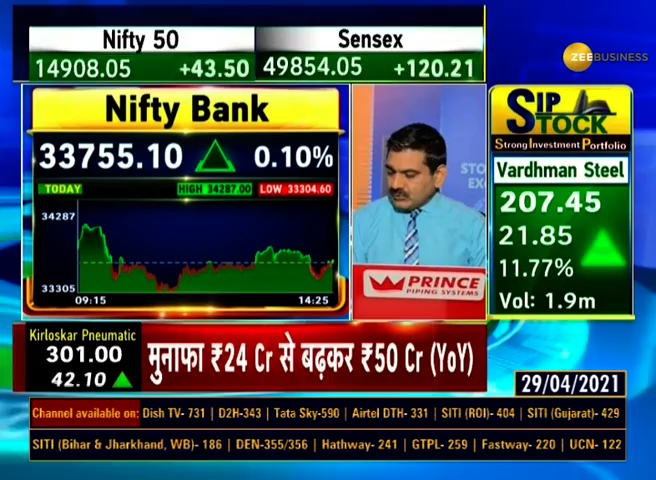 Nifty 50
14908.05 +43.50
Sensex
49854.05 +120.21
ZEEBUSINESS
Nifty Bank
33755.10 0.10%
TODAY HIGH 34287.00 LOW 33304.60
34287
33305
09:15 14:25
STO
EXC
PRINCE
PIPING SYSTEMS
SIP
STOCK
Strong Investment Portfolio
Vardhman Steel
207.45
21.85
11.77%
Vol: 1.9m
Kirloskar Pneumatic
301.00
42.10
मुनाफा ₹24 Cr से बढ़कर ₹50 Cr (YoY)
29/04/2021
Channel available on: Dish TV- 731 | D2H-343 | Tata Sky-590 | Airtel DTH- 331 | SITI (ROI)- 404 | SITI (Gujarat)- 429
SITI (Bihar & Jharkhand, WB)- 186 | DEN-355/356 | Hathway- 241 | GTPL- 259 | Fastway- 220 | UCN- 122